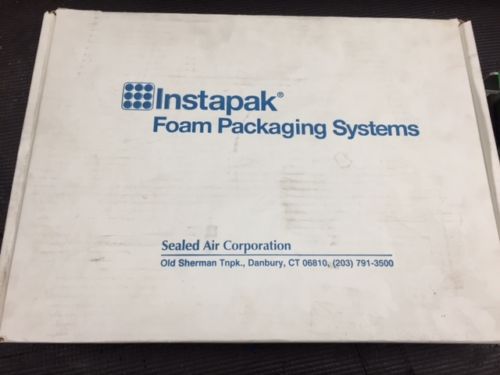 Instapak®
Foam Packaging Systems
Sealed Air Corporation
Old Sherman Tnpk., Danbury, CT 06810, (203) 791-3500